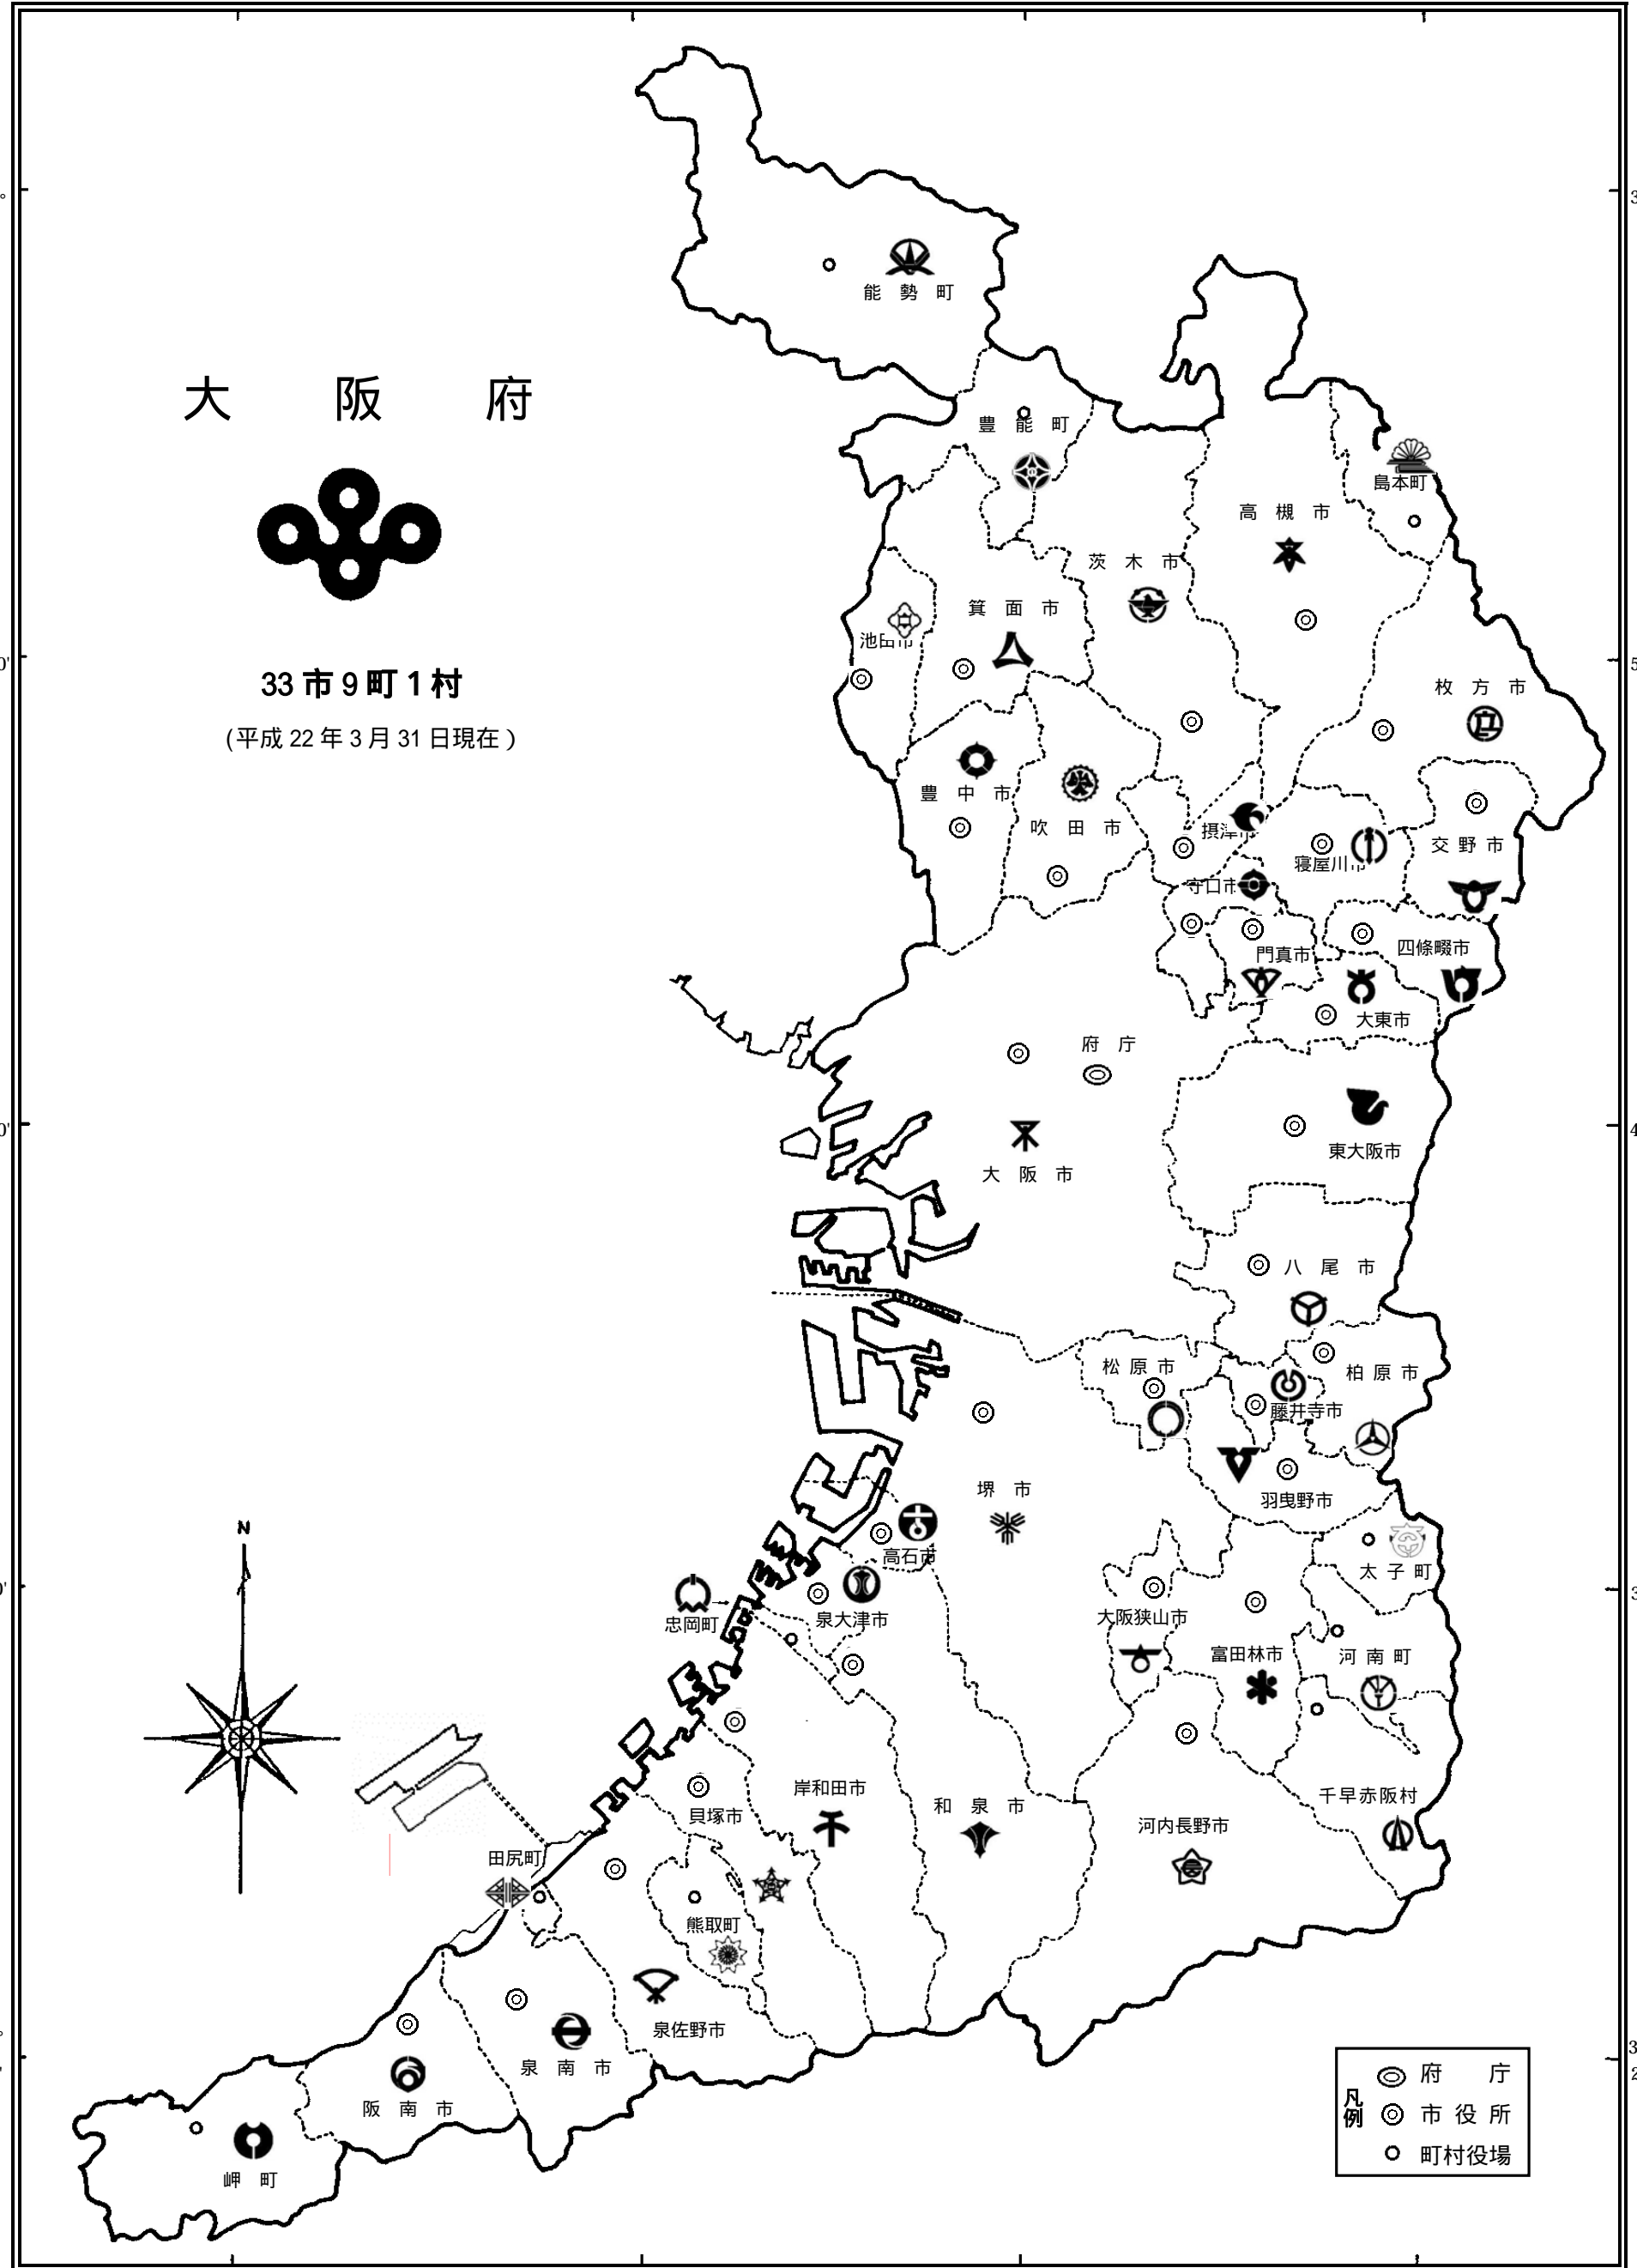 大 阪 府
33 市 9 町 1 村
(平成 22 年 3 月 31 日現在 )
能 勢 町
豊 能 町
島本町
高 槻 市
茨 木 市
箕 面 市
池田市
枚 方 市
豊 中 市
吹 田 市
摂津市
寝屋川市
交 野 市
守口市
門真市
四條畷市
大東市
府 庁
大 阪 市
東大阪市
八 尾 市
松 原 市
柏 原 市
藤井寺市
羽曳野市
堺 市
高石市
太 子 町
泉大津市
忠岡町
大阪狭山市
富田林市
河 南 町
N
岸和田市
貝塚市
和 泉 市
千早赤阪村
河内長野市
田尻町
熊取町
泉佐野市
泉 南 市
阪 南 市
岬 町
凡例
府 庁
市 役 所
町村役場